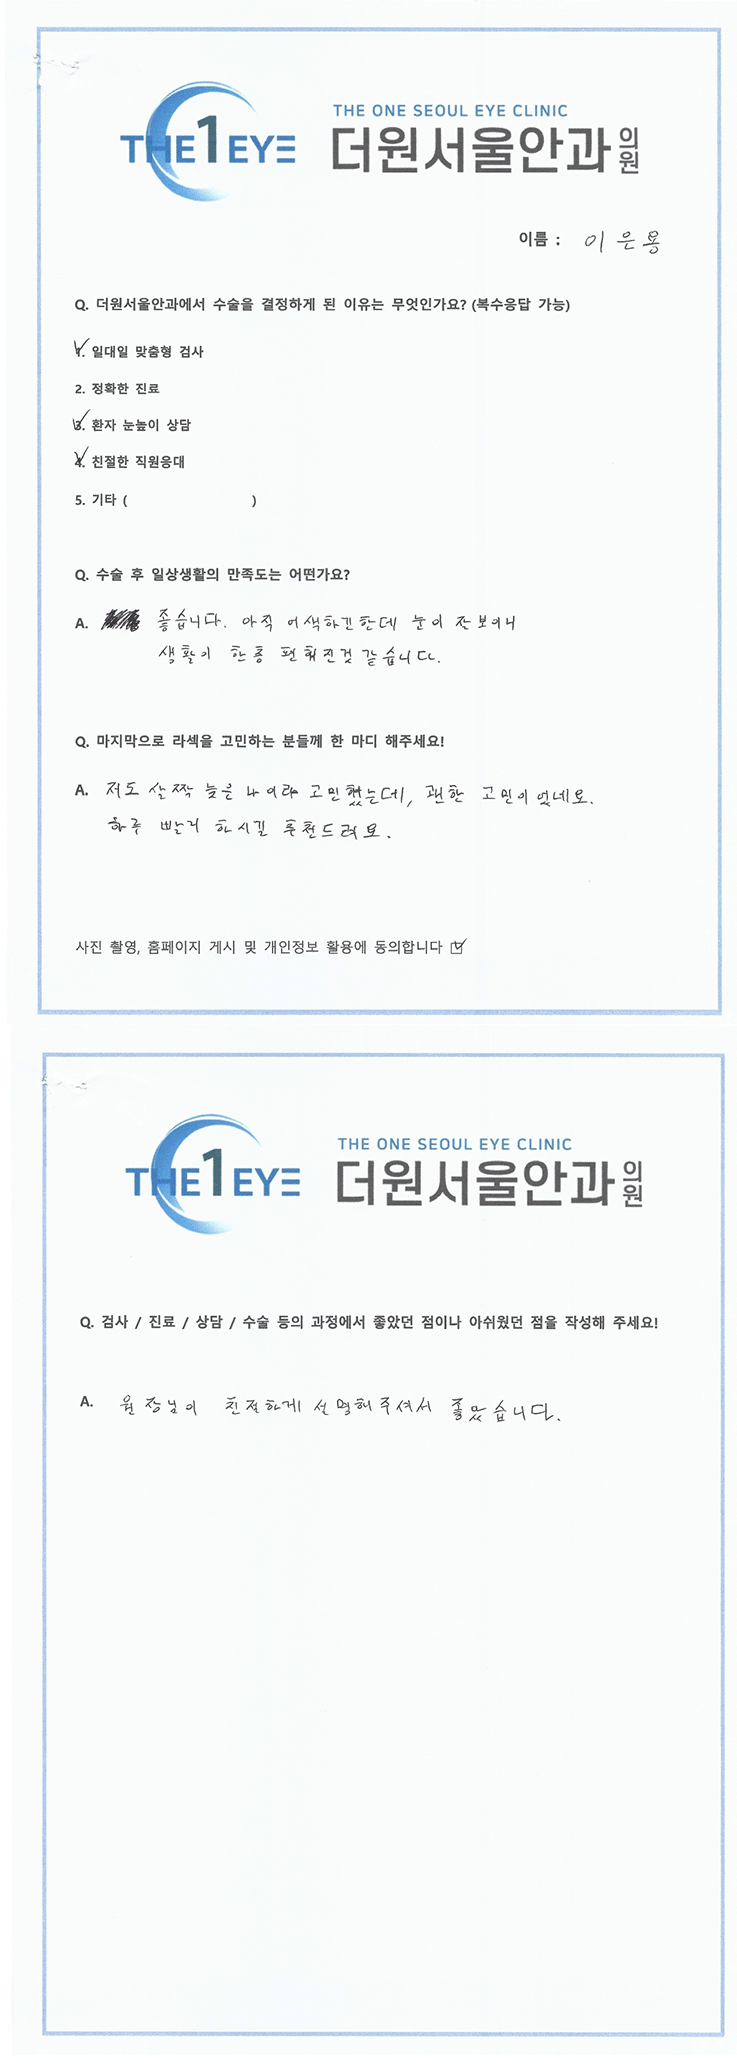 THE 1 EYE
THE ONE SEOUL EYE CLINIC
더원서울안과의원
이름 : 이은용
Q. 더원서울안과에서 수술을 결정하게 된 이유는 무엇인가요? (복수응답 가능)
1. 일대일 맞춤형 검사
2. 정확한 진료
3. 환자 눈높이 상담
4. 친절한 직원응대
5. 기타 ( )
Q. 수술 후 일상생활의 만족도는 어떤가요?
A. 좋습니다. 아직 어색하긴한데 눈이 잘보이니
생활이 한층 편해진것 같습니다.
Q. 마지막으로 라섹을 고민하는 분들께 한 마디 해주세요!
A. 저도 살짝 늦은 나이라 고민했는데, 괜한 고민이였네요.
하루 빨리 하시길 추천드려요.
사진 촬영, 홈페이지 게시 및 개인정보 활용에 동의합니다
THE 1 EYE
THE ONE SEOUL EYE CLINIC
더원서울안과의원
Q. 검사 / 진료 / 상담 / 수술 등의 과정에서 좋았던 점이나 아쉬웠던 점을 작성해 주세요!
A. 원장님이 친절하게 설명해주셔서 좋았습니다.